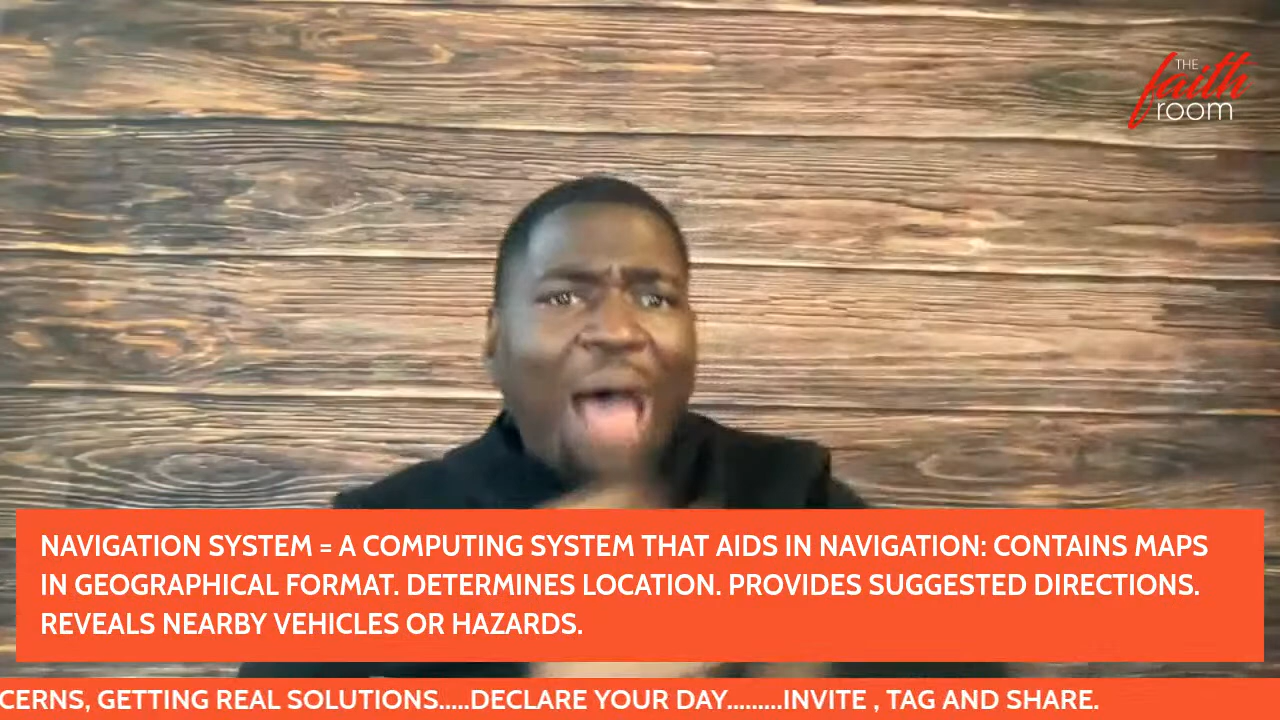 THE
faith
room
NAVIGATION SYSTEM = A COMPUTING SYSTEM THAT AIDS IN NAVIGATION: CONTAINS MAPS
IN GEOGRAPHICAL FORMAT. DETERMINES LOCATION. PROVIDES SUGGESTED DIRECTIONS.
REVEALS NEARBY VEHICLES OR HAZARDS.
CERNS, GETTING REAL SOLUTIONS.....DECLARE YOUR DAY.........INVITE , TAG AND SHARE.